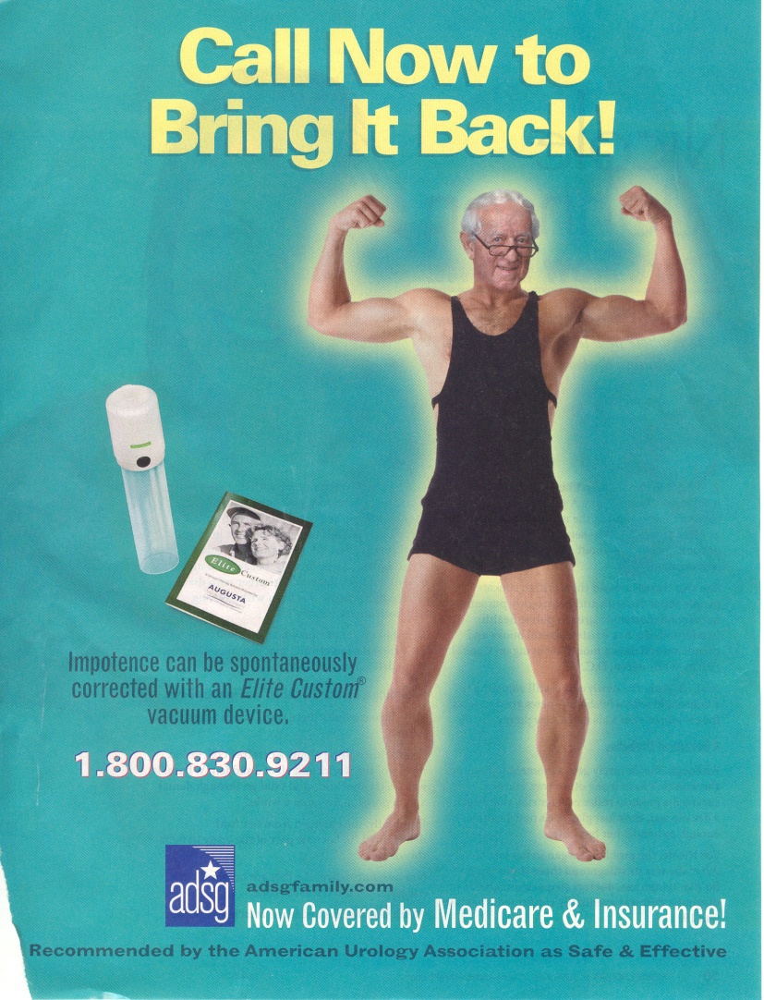 Call Now to
Bring It Back!
Elite Custom®
AUGUSTA
Impotence can be spontaneously
corrected with an Elite Custom®
vacuum device.
1.800.830.9211
adsg
adsgfamily.com
Now Covered by Medicare & Insurance!
Recommended by the American Urology Association as Safe & Effective